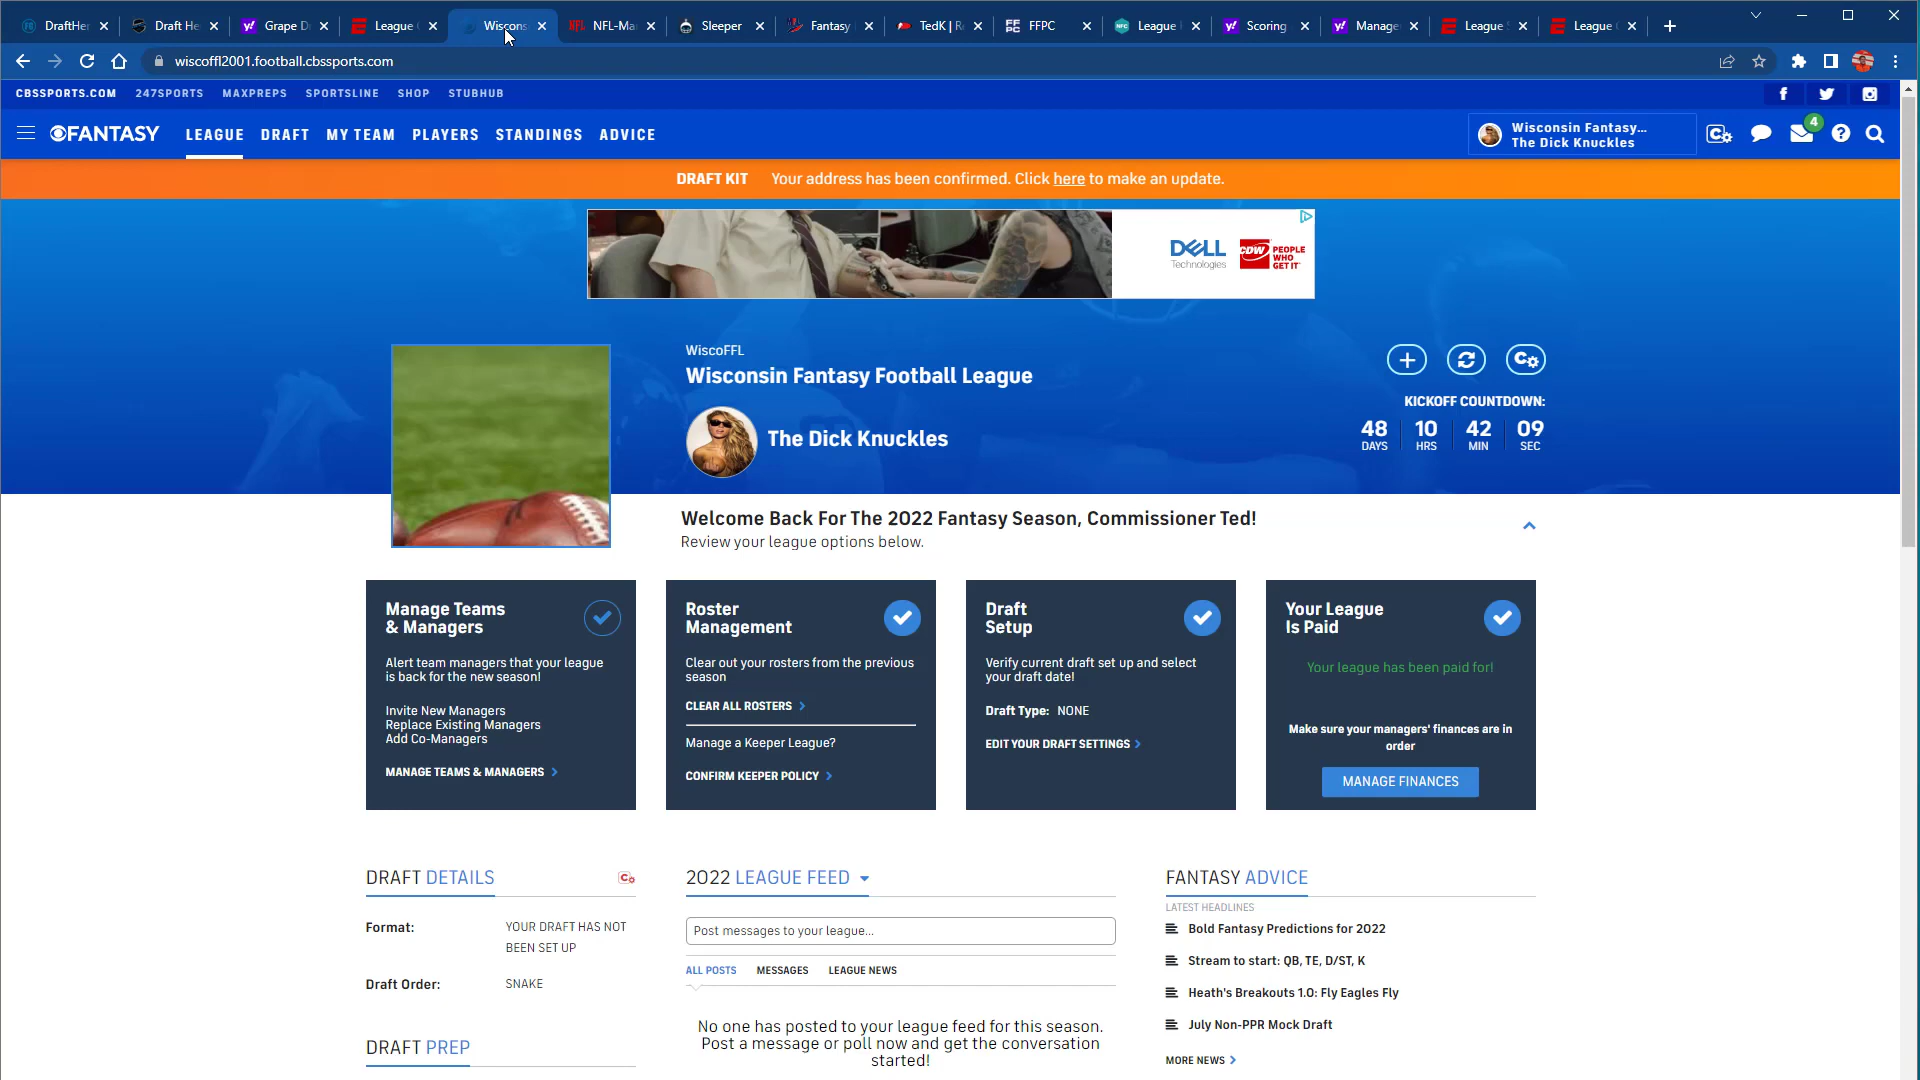 DraftHer
Draft He
Grape D
League
Wiscons
NFL-Ma
Sleeper
Fantasy
TedK | R
FFPC
League
Scoring
Manage
League
League
wiscoffl2001.football.cbssports.com
CBSSPORTS.COM 247SPORTS MAXPREPS SPORTSLINE SHOP STUBHUB
FANTASY LEAGUE DRAFT MY TEAM PLAYERS STANDINGS ADVICE
Wisconsin Fantasy...
The Dick Knuckles
4
DRAFT KIT Your address has been confirmed. Click here to make an update.
DELL
Technologies
CDW PEOPLE
WHO
GET IT
WiscoFFL
Wisconsin Fantasy Football League
The Dick Knuckles
KICKOFF COUNTDOWN:
48 10 42 09
DAYS HRS MIN SEC
Welcome Back For The 2022 Fantasy Season, Commissioner Ted!
Review your league options below.
Manage Teams
& Managers
Alert team managers that your league
is back for the new season!
Invite New Managers
Replace Existing Managers
Add Co-Managers
MANAGE TEAMS & MANAGERS
Roster
Management
Clear out your rosters from the previous
season
CLEAR ALL ROSTERS
Manage a Keeper League?
CONFIRM KEEPER POLICY
Draft
Setup
Verify current draft set up and select
your draft date!
Draft Type: NONE
EDIT YOUR DRAFT SETTINGS
Your League
Is Paid
Your league has been paid for!
Make sure your managers' finances are in
order
MANAGE FINANCES
DRAFT DETAILS
Format: YOUR DRAFT HAS NOT
BEEN SET UP
Draft Order: SNAKE
DRAFT PREP
2022 LEAGUE FEED
Post messages to your league...
ALL POSTS MESSAGES LEAGUE NEWS
No one has posted to your league feed for this season.
Post a message or poll now and get the conversation
started!
FANTASY ADVICE
LATEST HEADLINES
Bold Fantasy Predictions for 2022
Stream to start: QB, TE, D/ST, K
Heath's Breakouts 1.0: Fly Eagles Fly
July Non-PPR Mock Draft
MORE NEWS